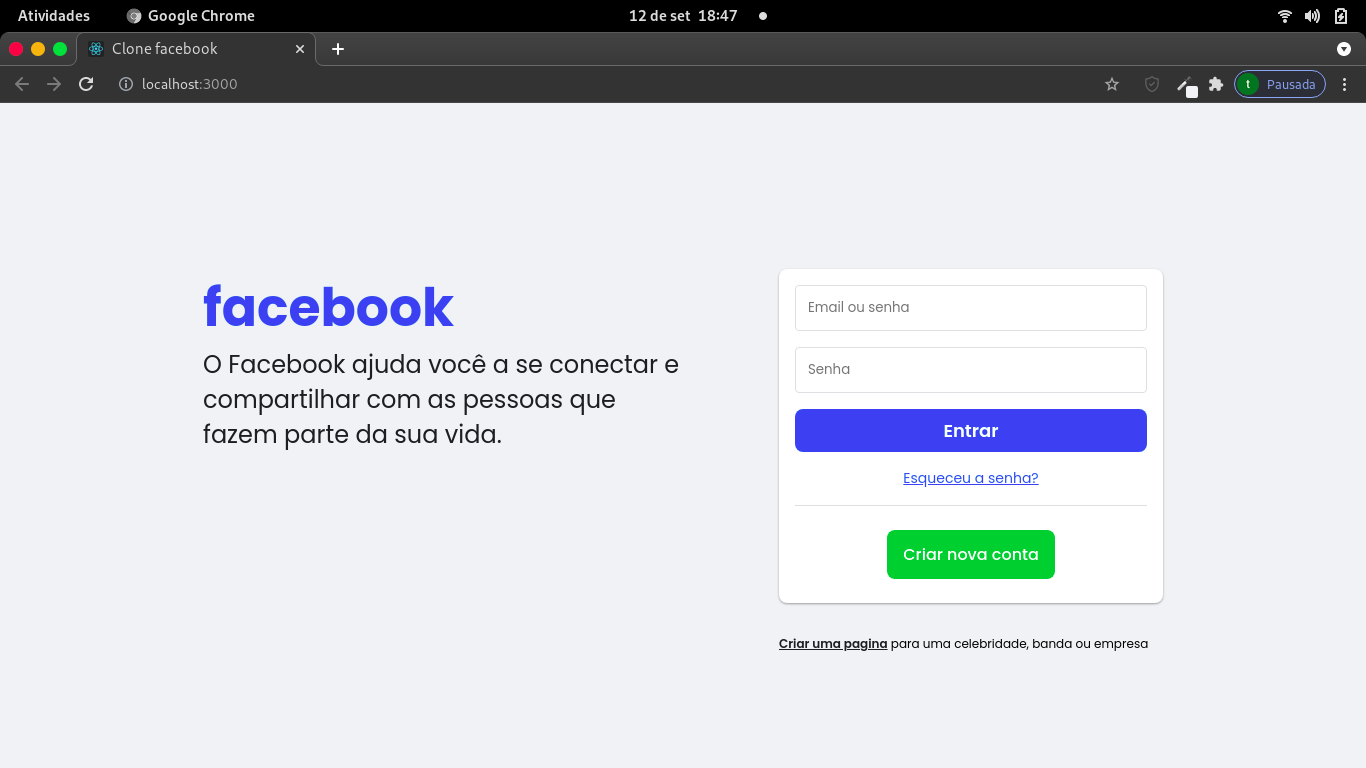 Atividades
Google Chrome
12 de set 18:47
Clone facebook
localhost:3000
t
Pausada
facebook
O Facebook ajuda você a se conectar e
compartilhar com as pessoas que
fazem parte da sua vida.
Email ou senha
Senha
Entrar
Esqueceu a senha?
Criar nova conta
Criar uma pagina para uma celebridade, banda ou empresa